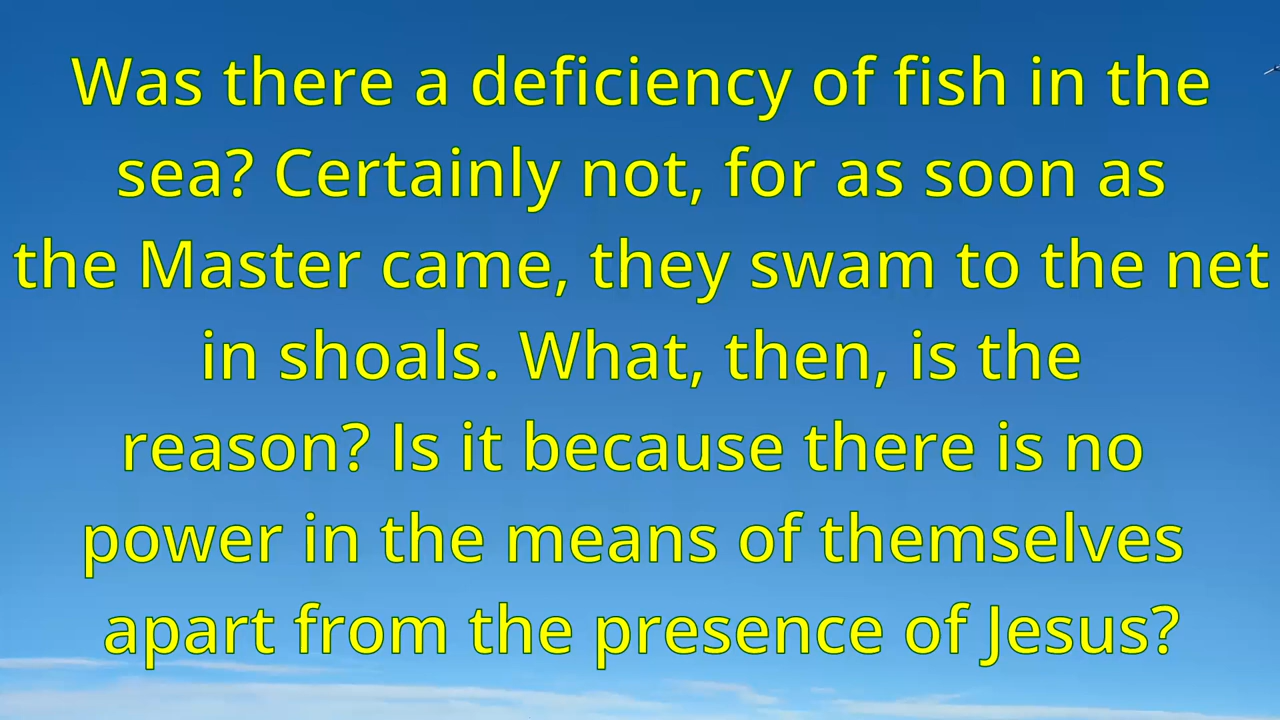 Was there a deficiency of fish in the
sea? Certainly not, for as soon as
the Master came, they swam to the net
in shoals. What, then, is the
reason? Is it because there is no
power in the means of themselves
apart from the presence of Jesus?